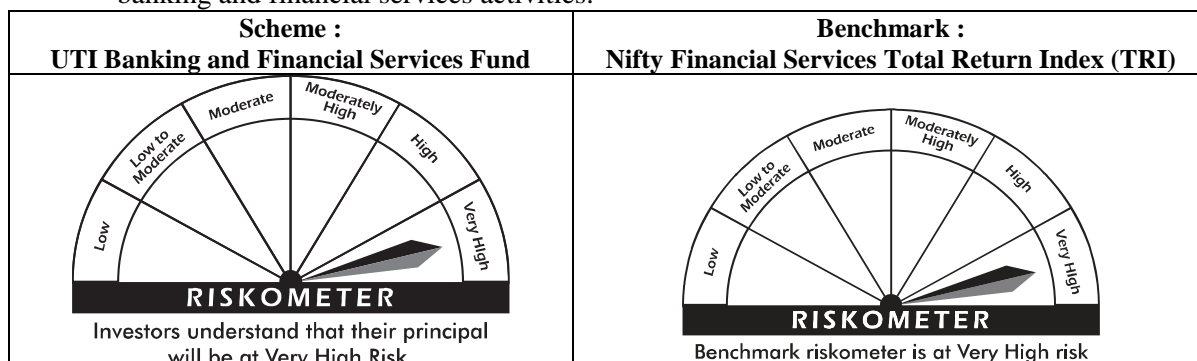 banking and financial services activities.
Scheme :
UTI Banking and Financial Services Fund
Low
Low to
Moderate
Moderate
Moderately
High
High
Very High
RISKOMETER
Investors understand that their principal
will be at Very High Risk
Benchmark :
Nifty Financial Services Total Return Index (TRI)
Low
Low to
Moderate
Moderate
Moderately
High
High
Very High
RISKOMETER
Benchmark riskometer is at Very High risk